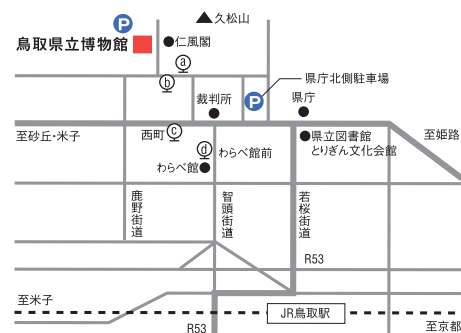 P
▲久松山
鳥取県立博物館
●仁風閣
ⓐ
ⓑ
県庁北側駐車場
P
裁判所
県庁
至砂丘・米子
西町
ⓒ
県立図書館
とりぎん文化会館
至姫路
ⓓ
わらべ館前
わらべ館
鹿野街道
智頭街道
若桜街道
R53
至米子
JR鳥取駅
R53
至京都